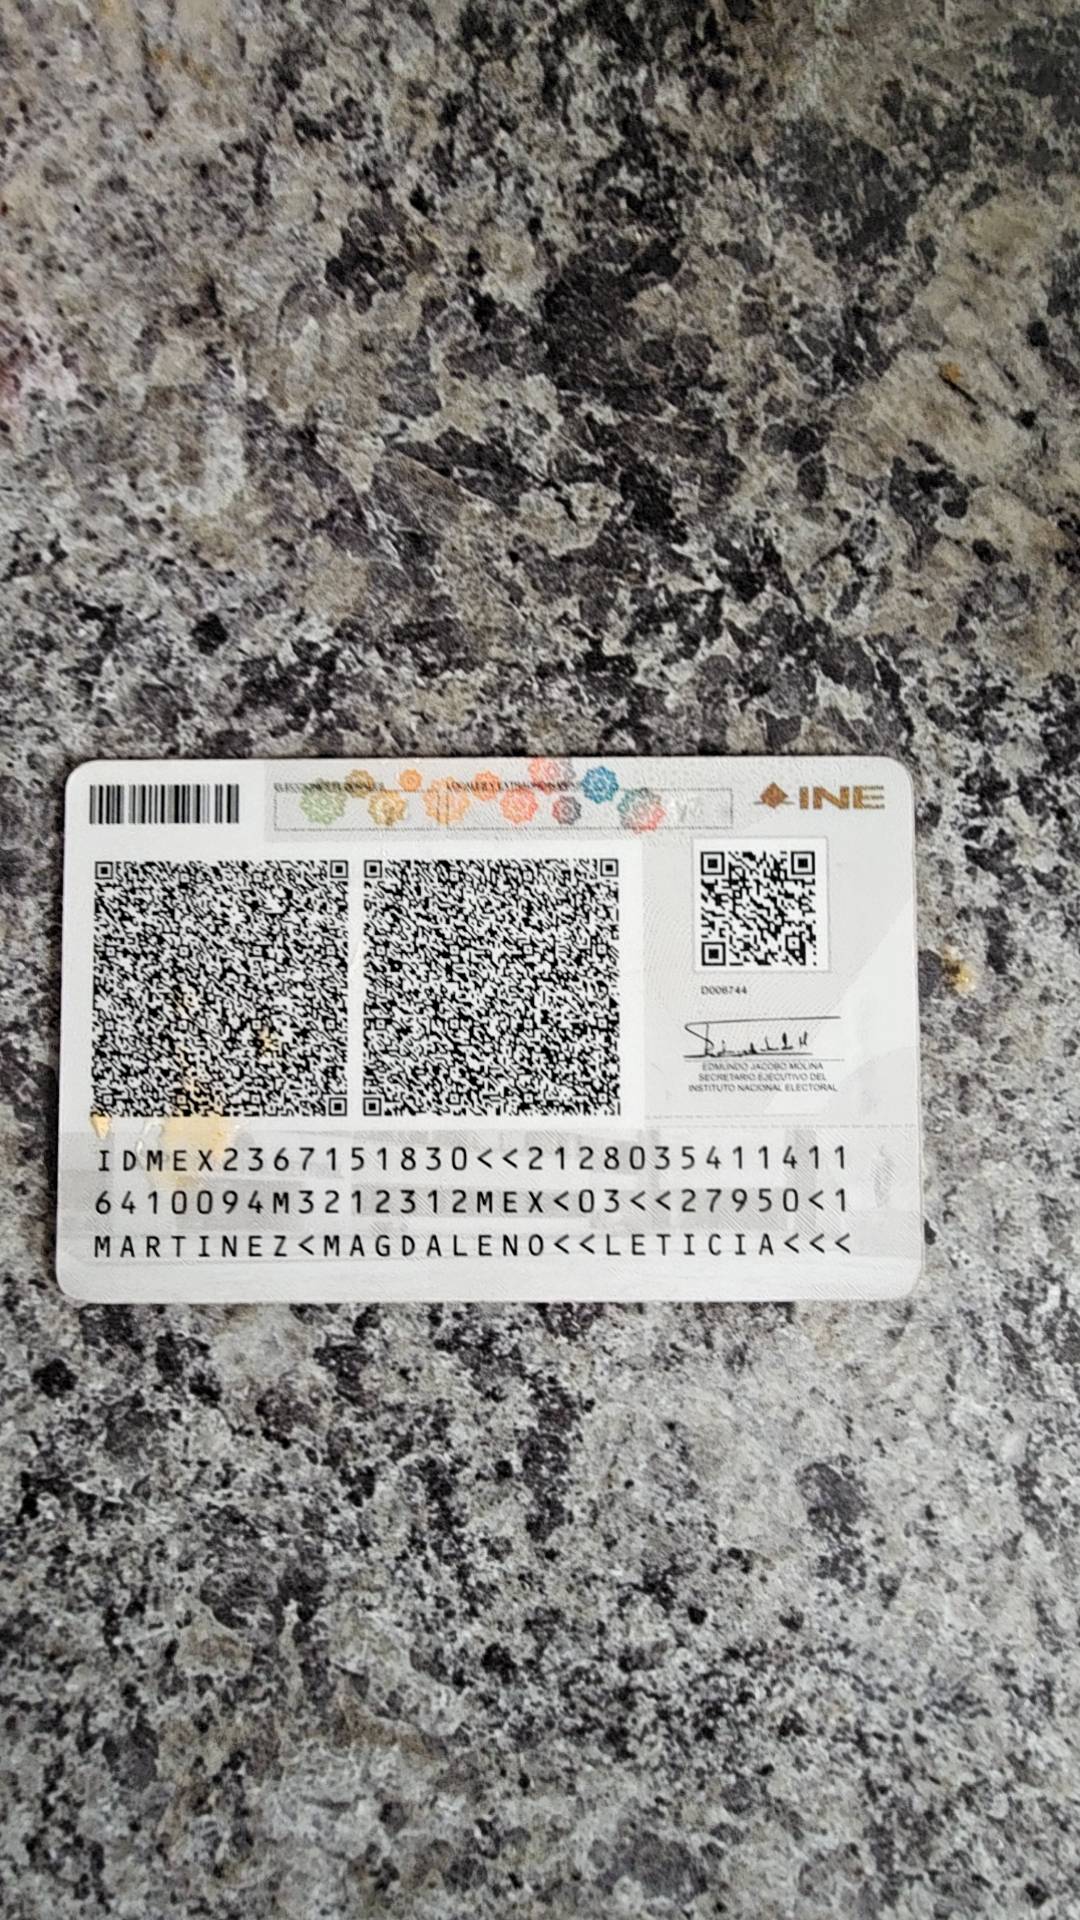 INE
D006744
EDMUNDO JACOBO MOLINA
SECRETARIO EJECUTIVO DEL
INSTITUTO NACIONAL ELECTORAL
IDMEX2367151830<<2128035411411
6410094M3212312MEX<03<<27950<1
MARTINEZ<MAGDALENO<<LETICIA<<<